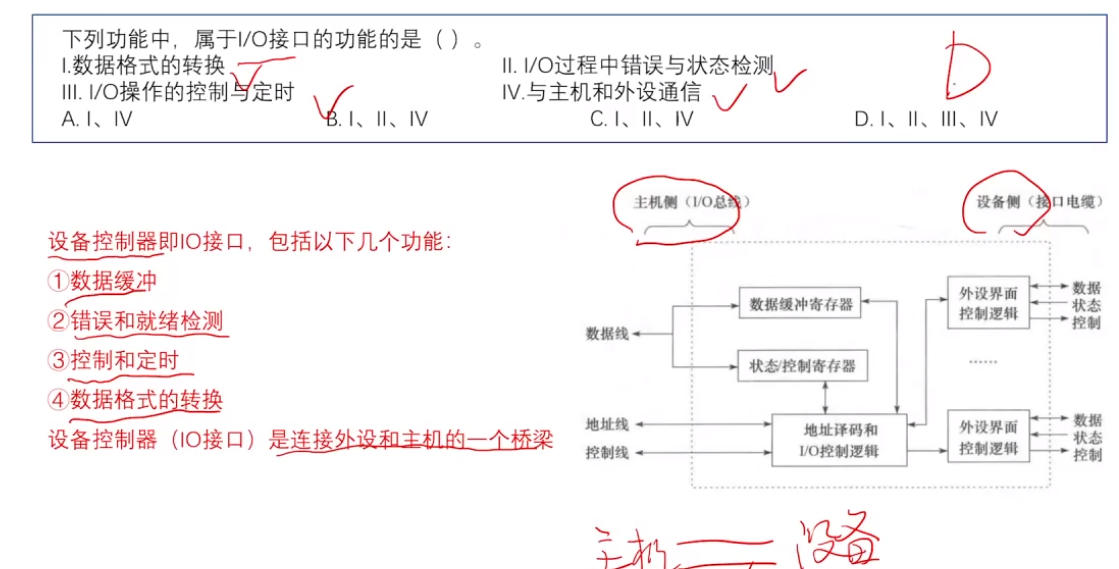 下列功能中，属于I/O接口的功能的是（ ）。
I.数据格式的转换 II. I/O过程中错误与状态检测
III. I/O操作的控制与定时 IV.与主机和外设通信
A. I、IV B. I、II、IV C. I、II、IV D. I、II、III、IV
D
设备控制器即IO接口，包括以下几个功能：
①数据缓冲
②错误和就绪检测
③控制和定时
④数据格式的转换
设备控制器（IO接口）是连接外设和主机的一个桥梁
主机侧（I/O总线） 设备侧（接口电缆）
数据缓冲寄存器
外设界面
控制逻辑
数据
状态
控制
数据线
状态/控制寄存器
……
地址线
控制线
地址译码和
I/O控制逻辑
外设界面
控制逻辑
数据
状态
控制
主机 设备